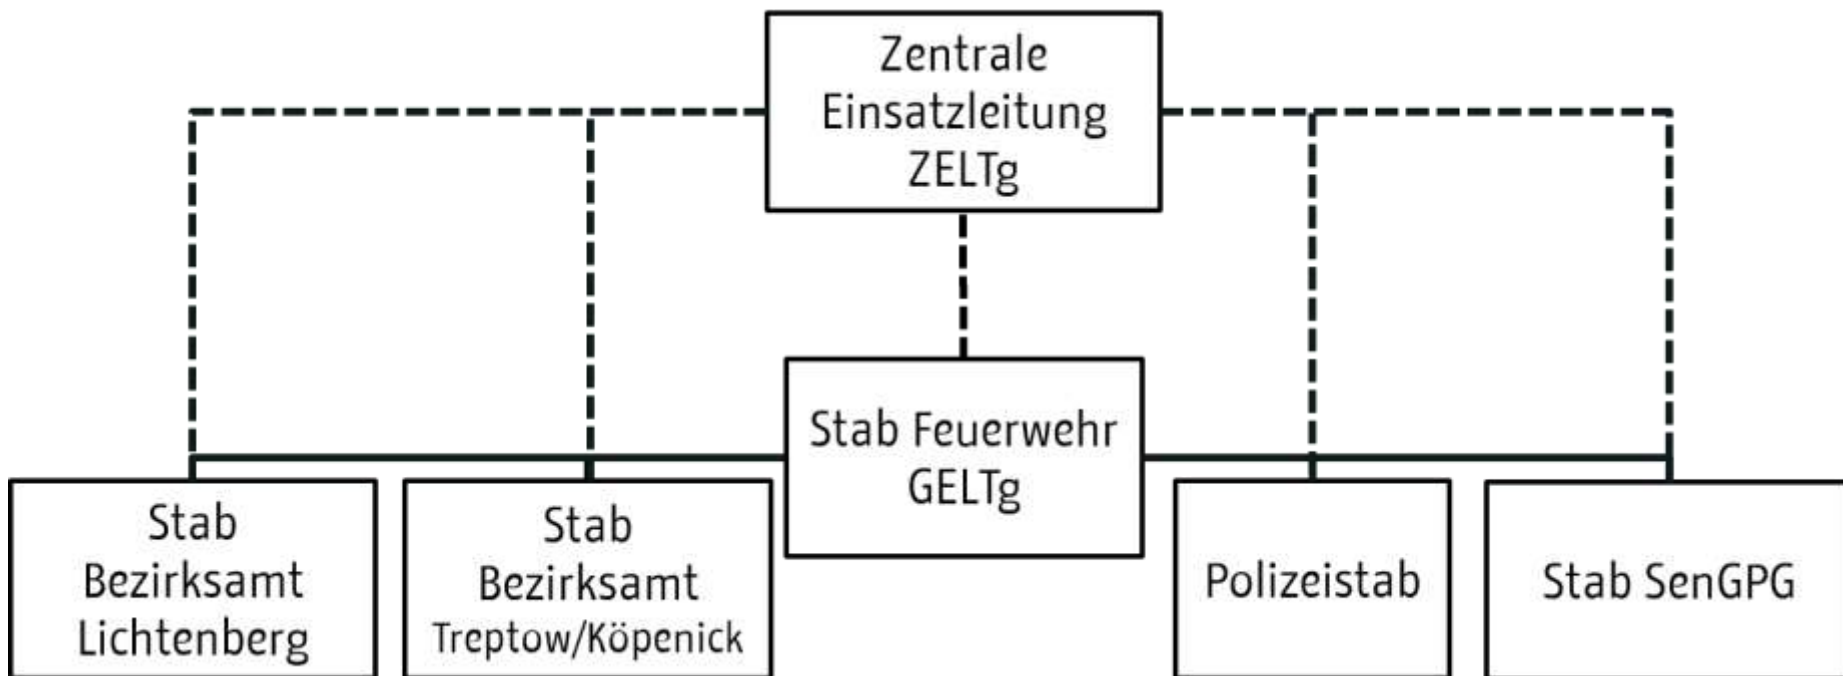 Zentrale
Einsatzleitung
ZELTg
Stab Feuerwehr
GELTg
Stab
Bezirksamt
Lichtenberg
Stab
Bezirksamt
Treptow/Köpenick
Polizeistab
Stab SenGPG